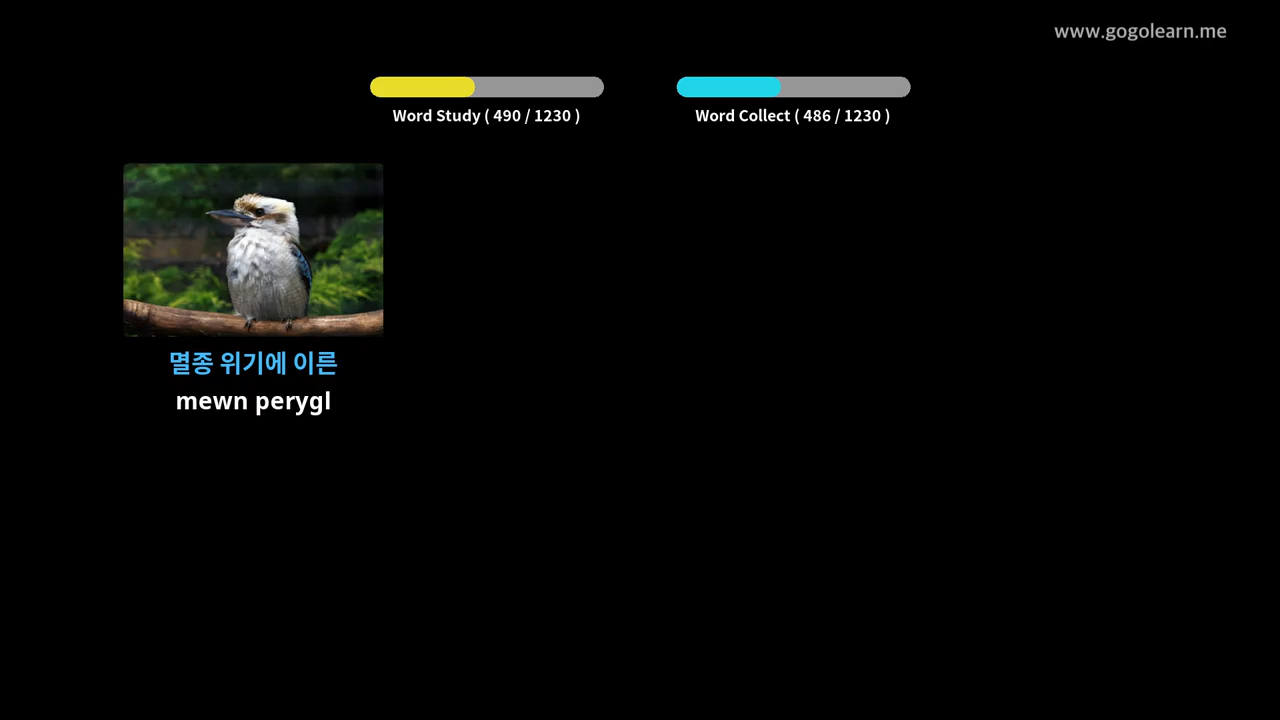 www.gogolearn.me
Word Study ( 490 / 1230 )
Word Collect ( 486 / 1230 )
멸종 위기에 이른
mewn perygl